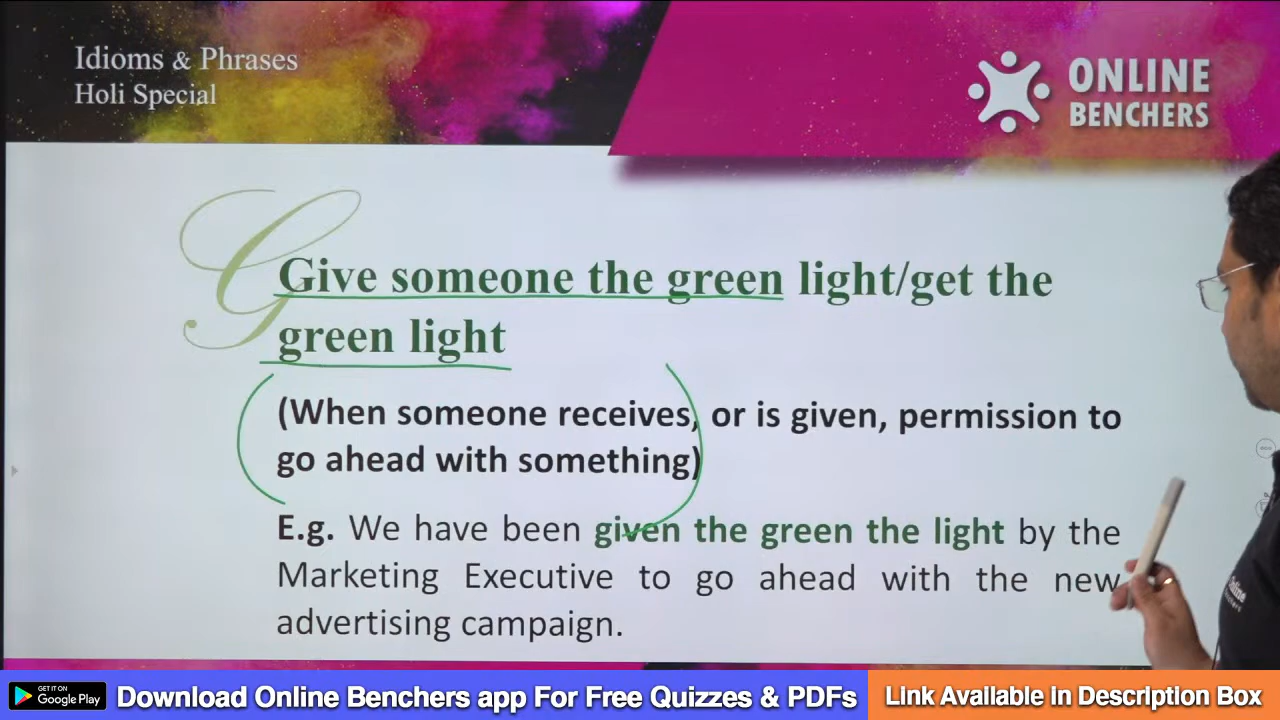 Idioms & Phrases
Holi Special
ONLINE
BENCHERS
G
Give someone the green light/get the
green light
(When someone receives, or is given, permission to
go ahead with something)
E.g. We have been given the green the light by the
Marketing Executive to go ahead with the new
advertising campaign.
Online
GET IT ON
Google Play
Download Online Benchers app For Free Quizzes & PDFs
Link Available In Description Box